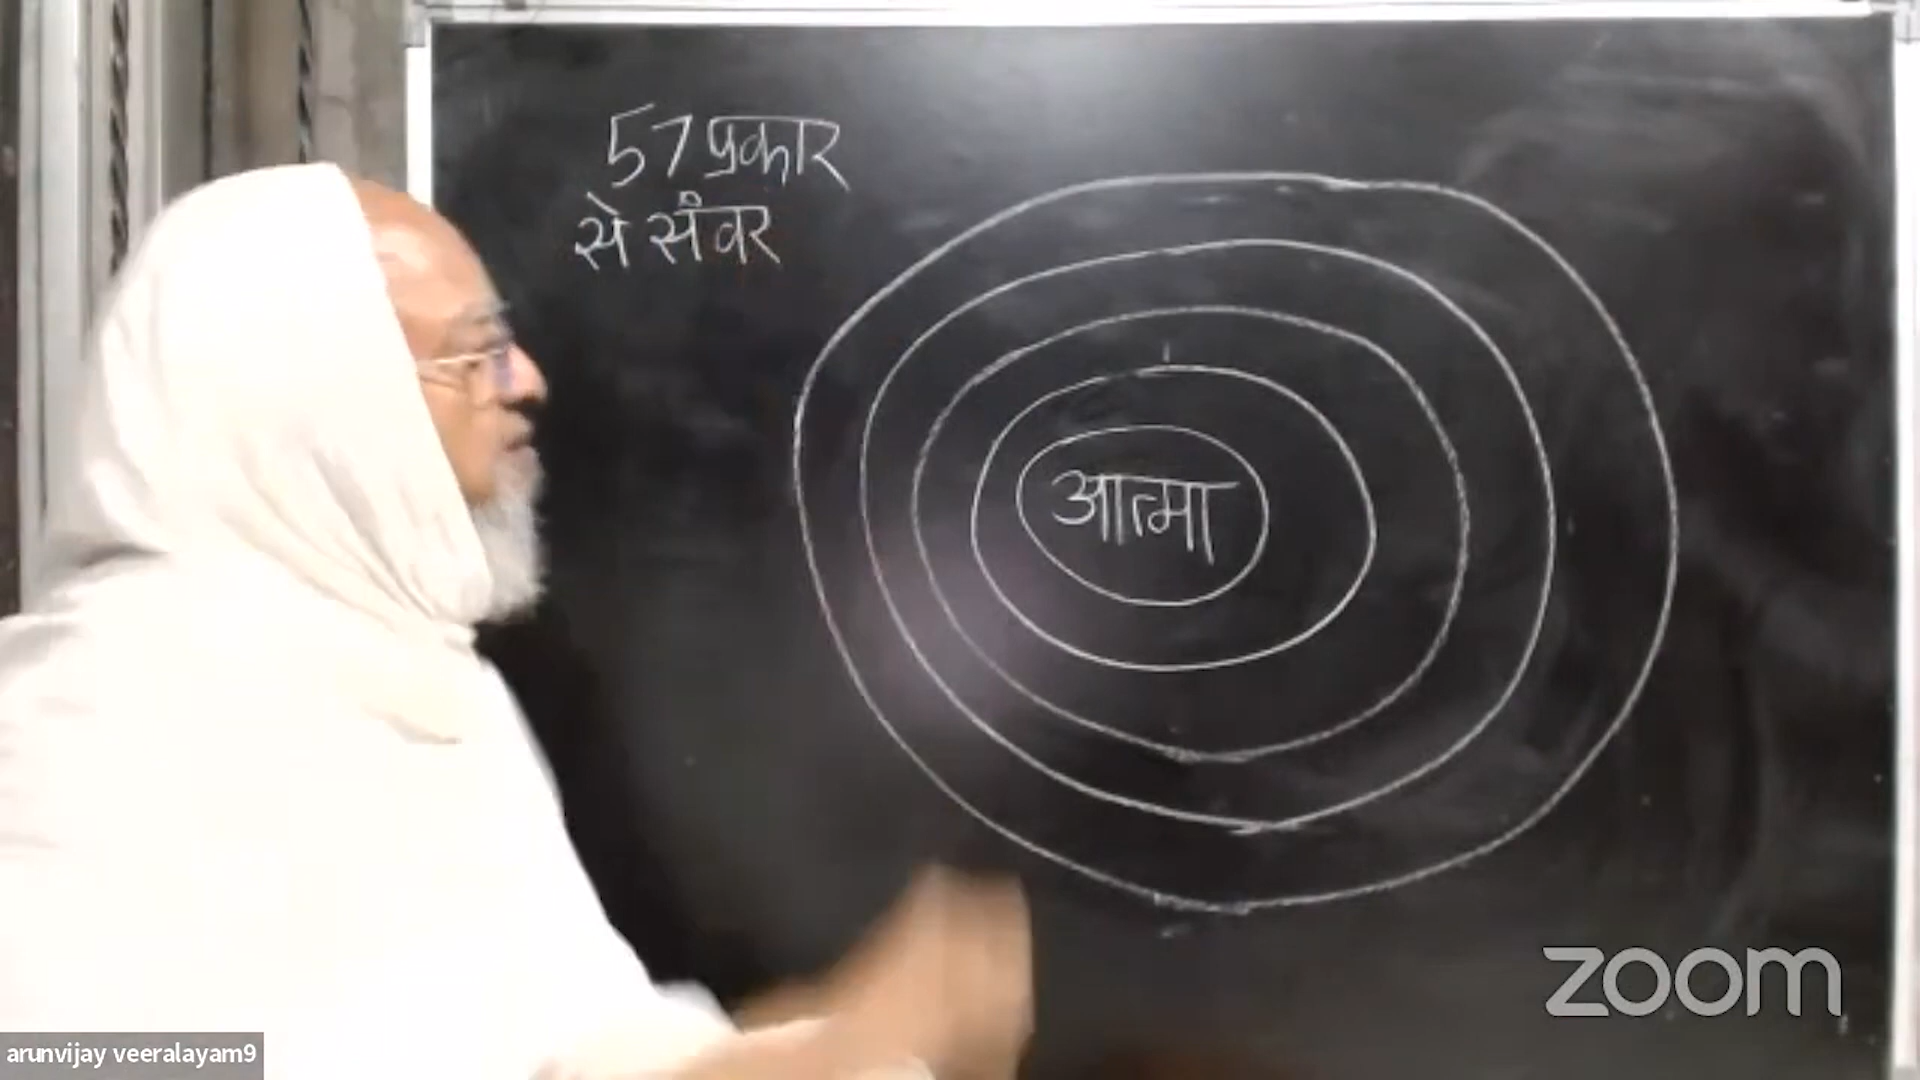 57 प्रकार
से संवर
आत्मा
zoom
arunvijay veeralayam9